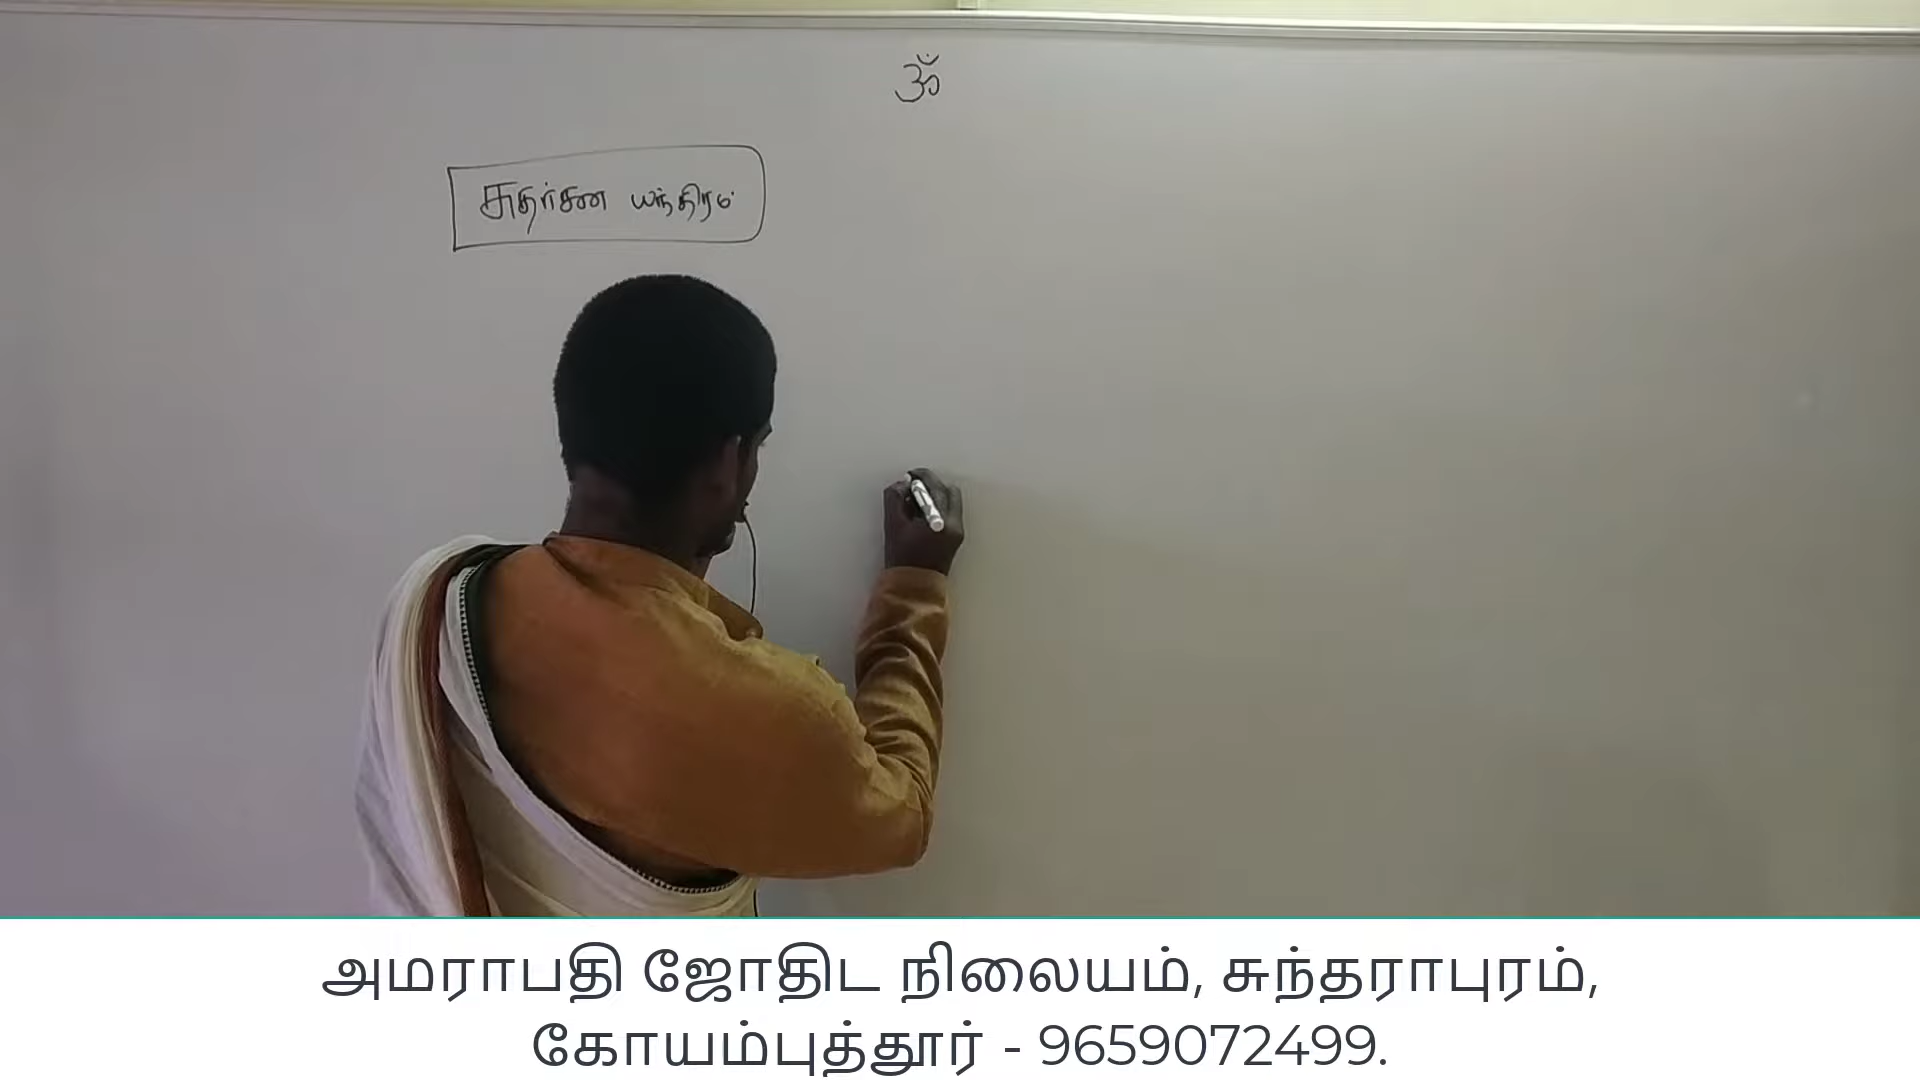 ௐ
சுதர்சன யந்திரம்
அமராபதி ஜோதிட நிலையம், சுந்தராபுரம்,
கோயம்புத்தூர் - 9659072499.